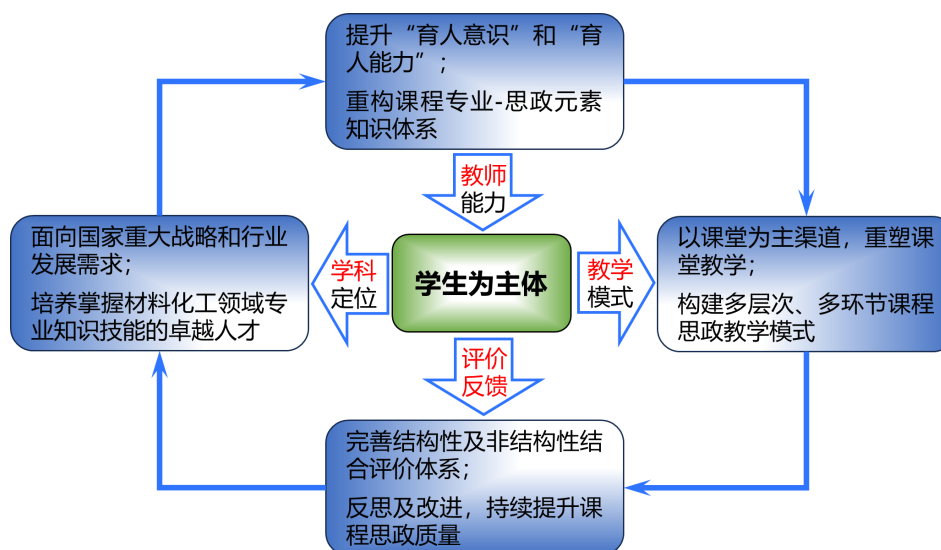 提升“育人意识”和“育
人能力”；
重构课程专业-思政元素
知识体系
教师
能力
面向国家重大战略和行业
发展需求；
培养掌握材料化工领域专
业知识技能的卓越人才
学科
定位
学生为主体
教学
模式
以课堂为主渠道，重塑课
堂教学；
构建多层次、多环节课程
思政教学模式
评价
反馈
完善结构性及非结构性结
合评价体系；
反思及改进，持续提升课
程思政质量